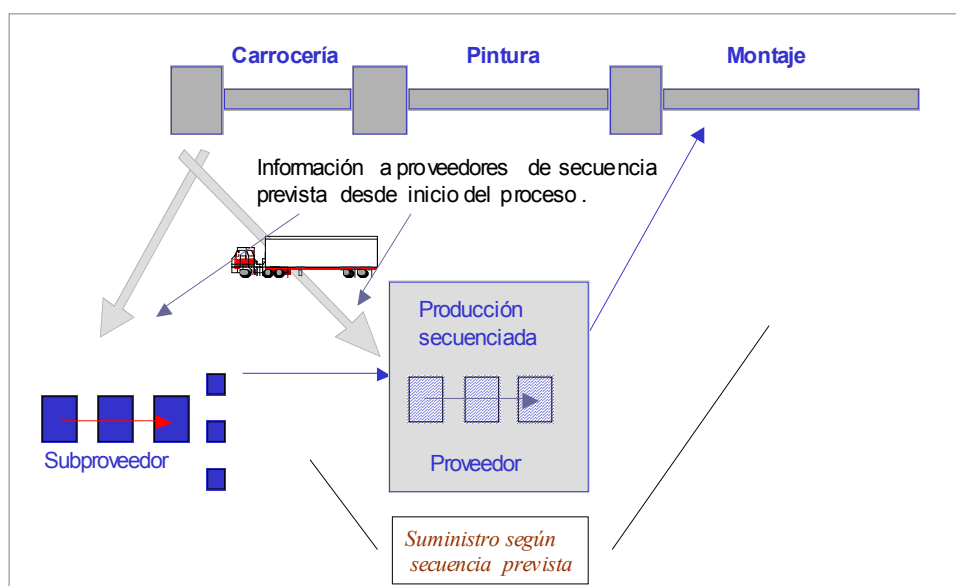 Carrocería
Pintura
Montaje
Información a proveedores de secuencia
prevista desde inicio del proceso .
Producción
secuenciada
Subproveedor
Proveedor
Suministro según
secuencia prevista